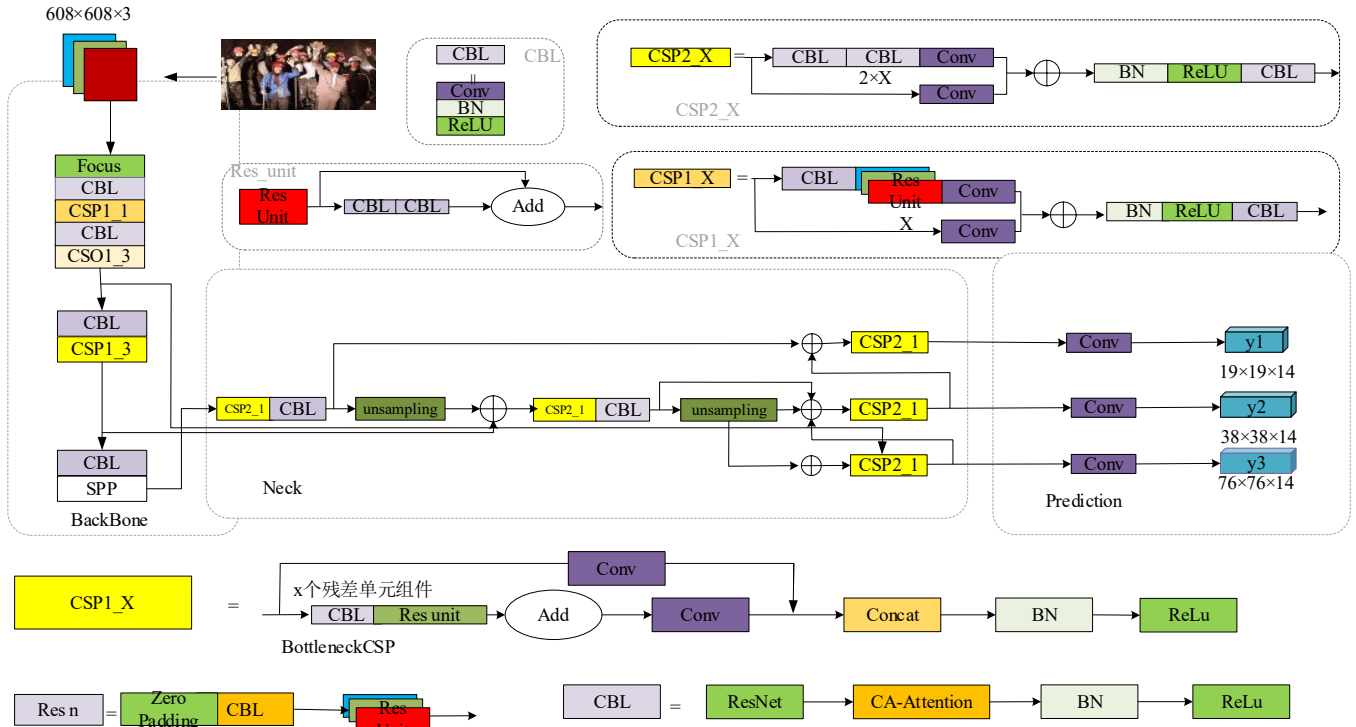 608×608×3
CBL
CBL
=
Conv
BN
ReLU
CSP2_X
=
CBL
CBL
Conv
2×X
Conv
BN
ReLU
CBL
CSP2_X
Focus
CBL
CSP1_1
CBL
CSO1_3
Res_unit
Res
Unit
CBL
CBL
Add
CSP1_X
=
CBL
Res
Unit
X
Conv
Conv
BN
ReLU
CBL
CSP1_X
CBL
CSP1_3
CBL
SPP
BackBone
CSP2_1
CBL
unsampling
CSP2_1
CBL
unsampling
CSP2_1
CSP2_1
CSP2_1
Neck
Conv
y1
19×19×14
Conv
y2
38×38×14
Conv
y3
76×76×14
Prediction
CSP1_X
=
Conv
x个残差单元组件
CBL
Res unit
Add
Conv
Concat
BN
ReLu
BottleneckCSP
Res n
=
Zero
Padding
CBL
Res
Unit
CBL
=
ResNet
CA-Attention
BN
ReLu